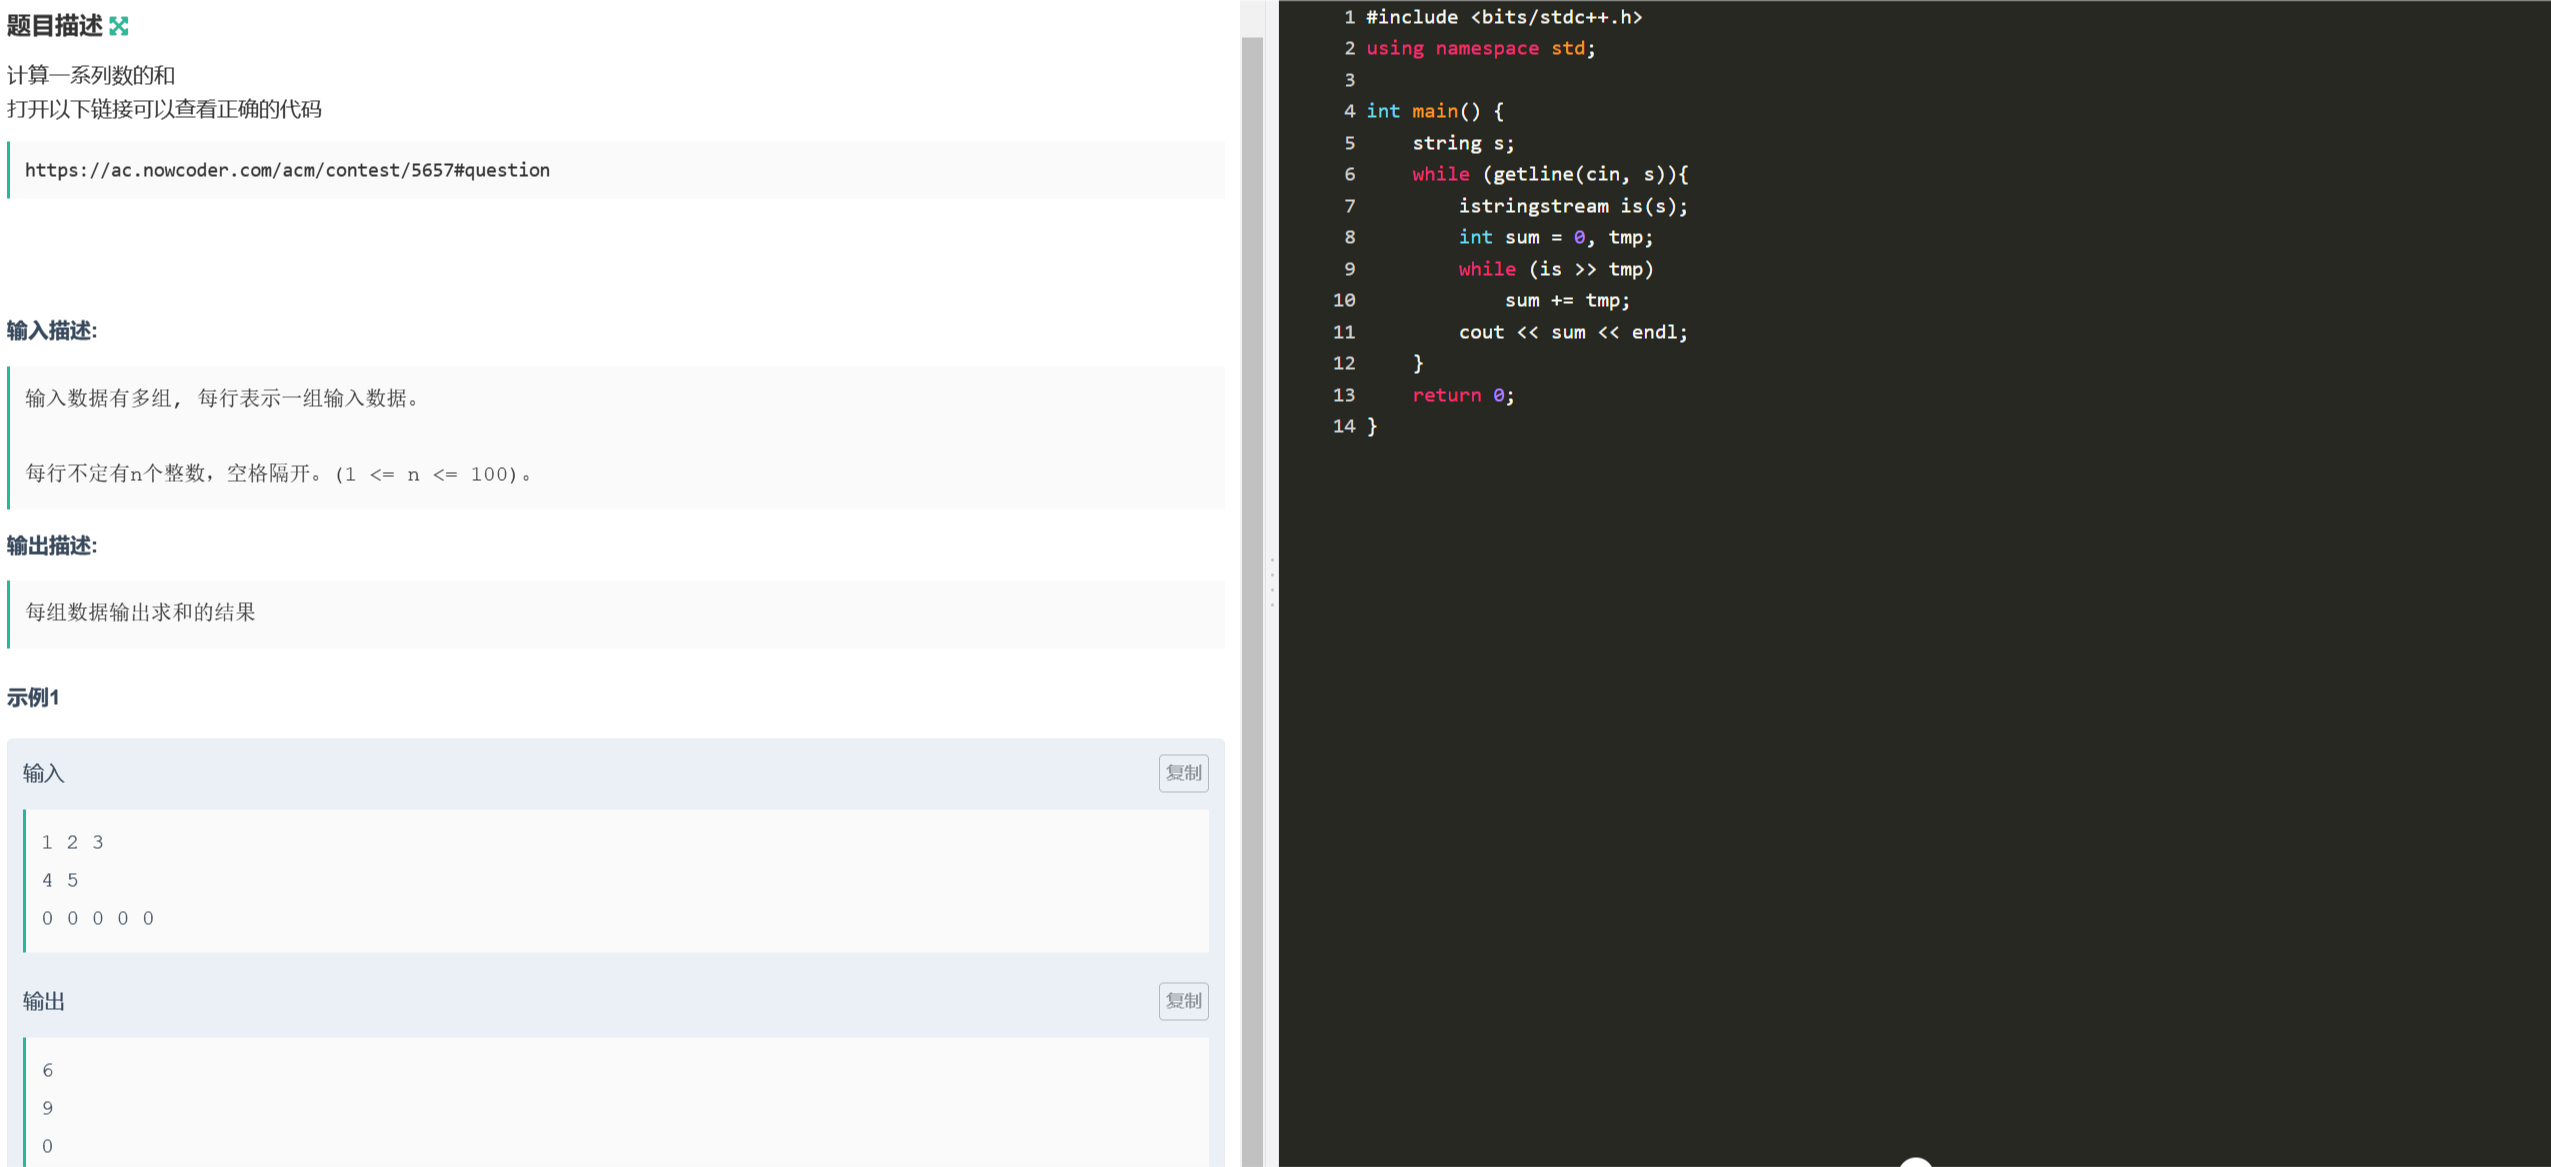 题目描述
计算一系列数的和
打开以下链接可以查看正确的代码
https://ac.nowcoder.com/acm/contest/5657#question
输入描述:
输入数据有多组, 每行表示一组输入数据。
每行不定有n个整数，空格隔开。(1 <= n <= 100)。
输出描述:
每组数据输出求和的结果
示例1
输入
复制
1 2 3
4 5
0 0 0 0 0
输出
复制
6
9
0
1 #include <bits/stdc++.h>
2 using namespace std;
3
4 int main() {
5     string s;
6     while (getline(cin, s)){
7         istringstream is(s);
8         int sum = 0, tmp;
9         while (is >> tmp)
10             sum += tmp;
11         cout << sum << endl;
12     }
13     return 0;
14 }